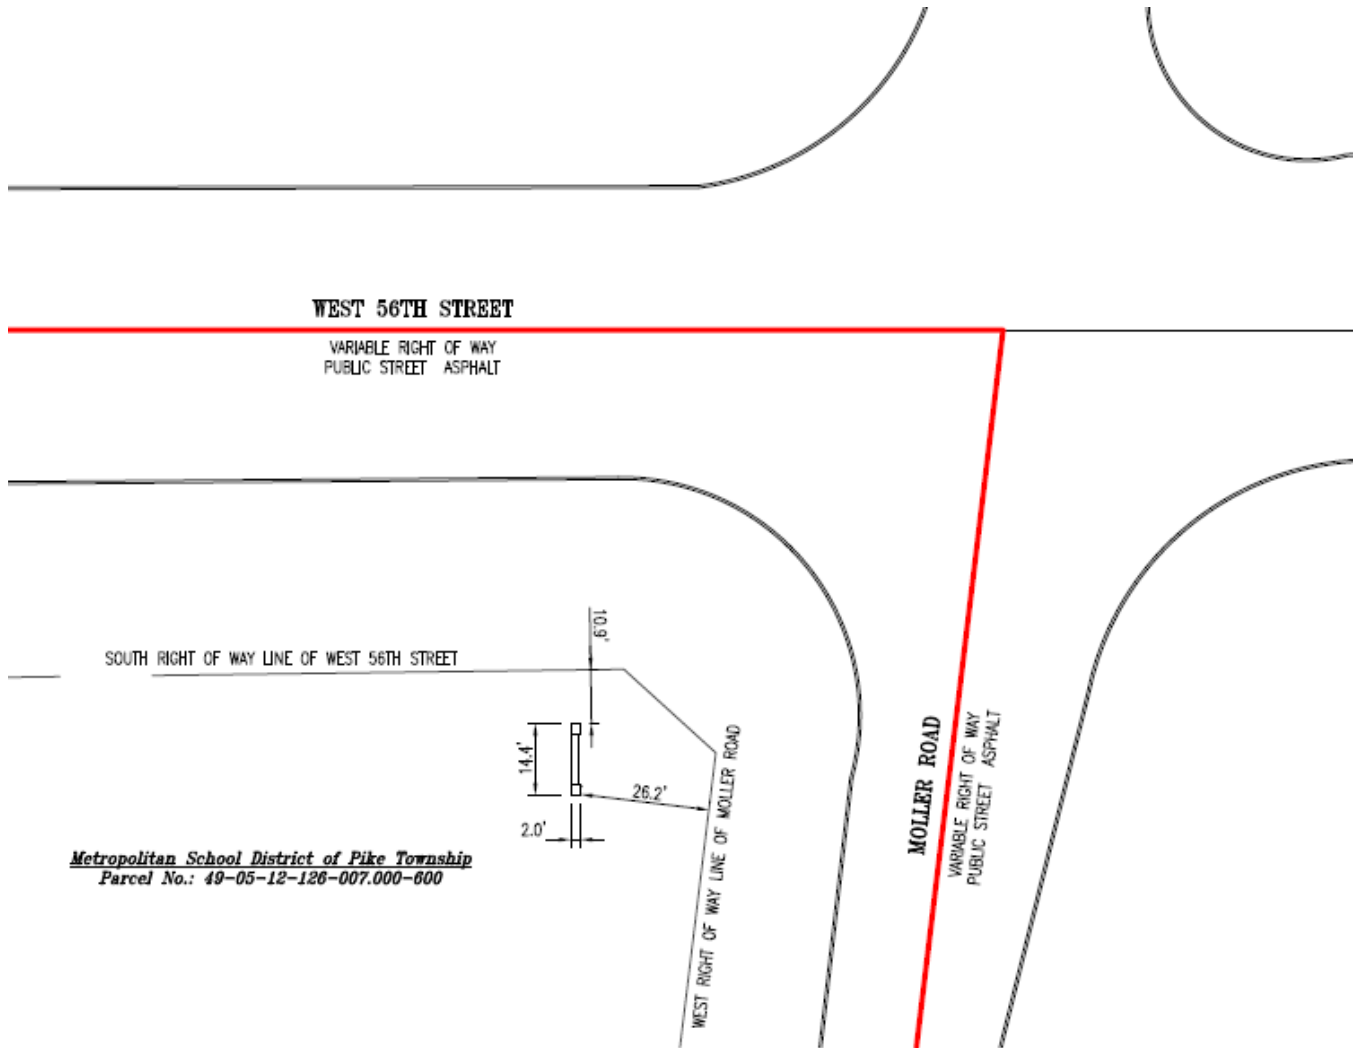 WEST 56TH STREET
VARIABLE RIGHT OF WAY
PUBLIC STREET ASPHALT
10.9'
SOUTH RIGHT OF WAY LINE OF WEST 56TH STREET
14.4'
26.2'
2.0'
WEST RIGHT OF WAY LINE OF MOLLER ROAD
MOLLER ROAD
VARIABLE RIGHT OF WAY
PUBLIC STREET ASPHALT
Metropolitan School District of Pike Township
Parcel No.: 49-05-12-126-007.000-600